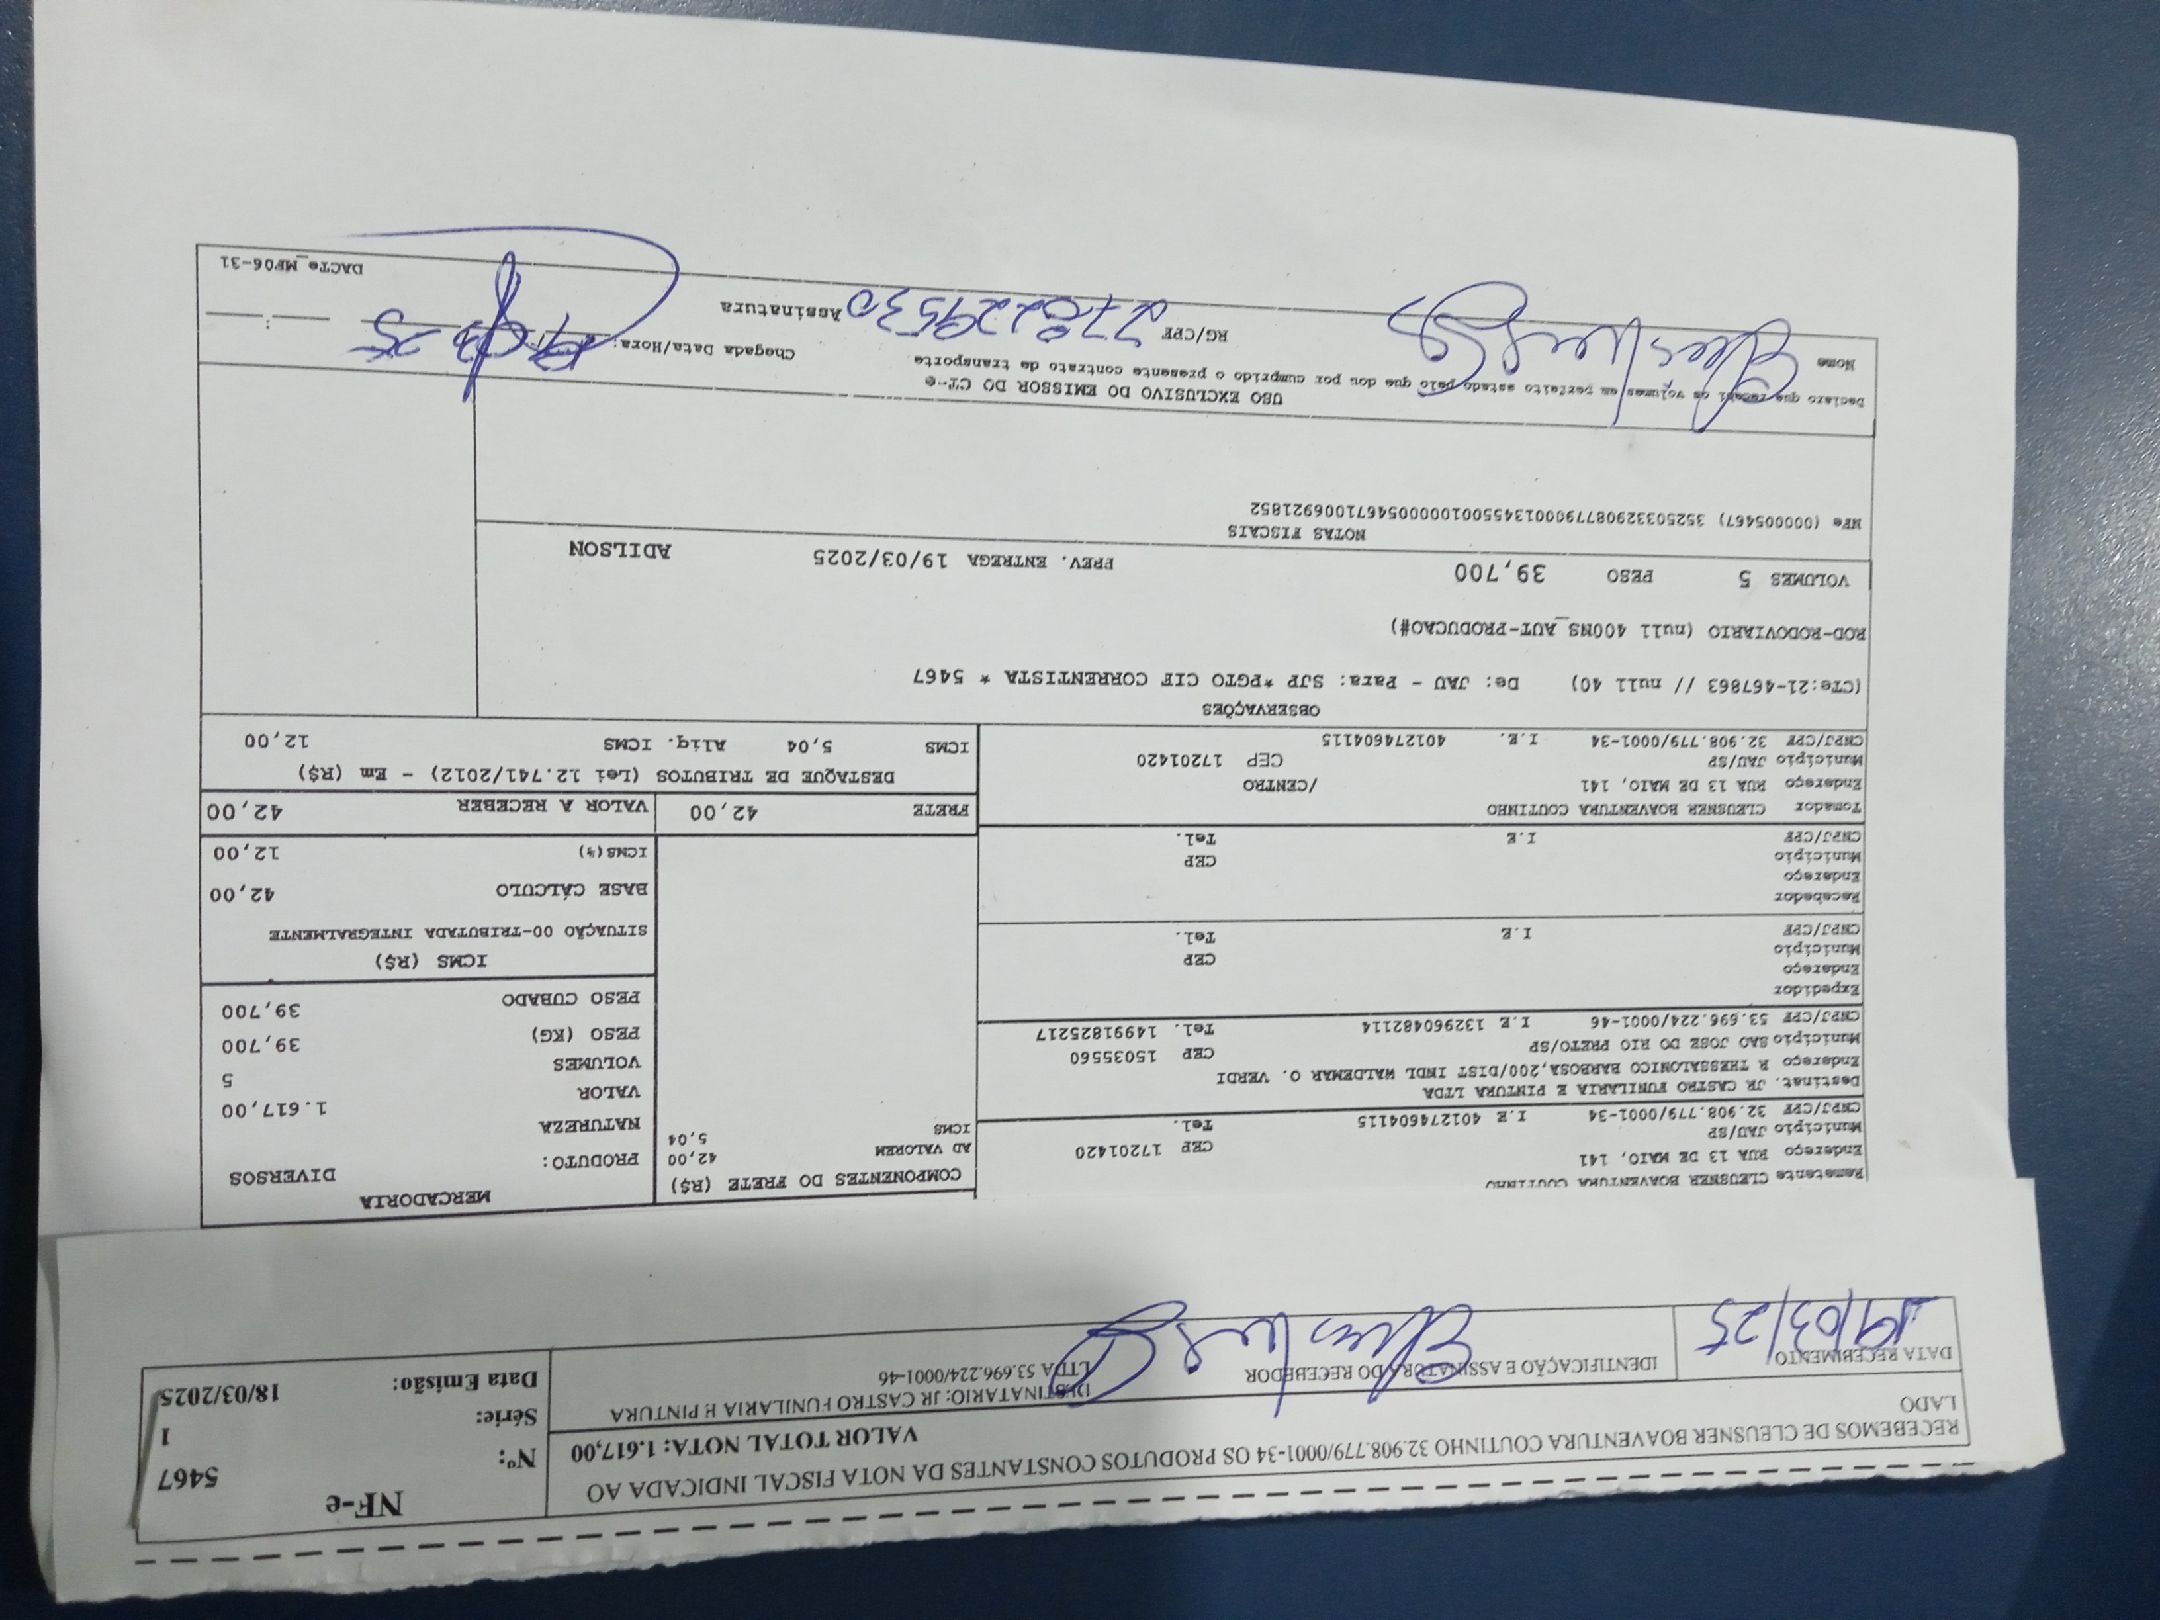 RECEBEMOS DE CLEUSNER BOAVENTURA COUTINHO 32.908.779/0001-34 OS PRODUTOS CONSTANTES DA NOTA FISCAL INDICADA AO
LADO
VALOR TOTAL NOTA: 1.617,00
DESTINATARIO: JR CASTRO FUNILARIA E PINTURA
LTDA 53.696.224/0001-46
DATA RECEBIMENTO
19/03/25
IDENTIFICAÇÃO E ASSINATURA DO RECEBEDOR
NF-e
Nº: 5467
Série: 1
Data Emissão: 18/03/2025
Remetente CLEUSNER BOAVENTURA COUTINHO
Endereço RUA 13 DE MAIO, 141
Município JAU/SP CEP 17201420
CNPJ/CPF 32.908.779/0001-34 I.E 401274604115 Tel.
Destinat. JR CASTRO FUNILARIA E PINTURA LTDA
Endereço R TRESSALONICO BARBOSA,200/DIST INDL WALDEMAR O. VERDI
Município SAO JOSE DO RIO PRETO/SP CEP 15035560
CNPJ/CPF 53.696.224/0001-46 I.E 132960482114 Tel. 14991825217
Expedidor
Endereço
Município CEP
CNPJ/CPF I.E Tel.
Recebedor
Endereço
Município CEP
CNPJ/CPF I.E Tel.
Tomador CLEUSNER BOAVENTURA COUTINHO
Endereço RUA 13 DE MAIO, 141 /CENTRO
Município JAU/SP CEP 17201420
CNPJ/CPF 32.908.779/0001-34 I.E. 401274604115
COMPONENTES DO FRETE (R$)
AD VALOREM 42,00
ICMS 5,04
MERCADORIA
PRODUTO: DIVERSOS
NATUREZA
VALOR 1.617,00
VOLUMES 5
PESO (KG) 39,700
PESO CUBADO 39,700
ICMS (R$)
SITUAÇÃO 00-TRIBUTADA INTEGRALMENTE
BASE CÁLCULO 42,00
ICMS(%) 12,00
FRETE 42,00 VALOR A RECEBER 42,00
DESTAQUE DE TRIBUTOS (Lei 12.741/2012) - Em (R$)
ICMS 5,04 Aliq. ICMS 12,00
OBSERVAÇÕES
(CTe:21-467863 // null 40) De: JAU - Para: SJP *PGTO CIF CORRENTISTA * 5467
ROD-RODOVIARIO (null 400NS_AUT-PRODUCAO#)
VOLUMES 5 PESO 39,700 PREV. ENTREGA 19/03/2025 ADILSON
NOTAS FISCAIS
NFe (000005467) 35250332908779000134550010000054671006921852
USO EXCLUSIVO DO EMISSOR DO CT-e
Declaro que recebi os volumes em perfeito estado pelo que dou por cumprido o presente contrato de transporte
Nome RG/CPF 2781229530 Assinatura Chegada Data/Hora:
DACTe_MF06-31